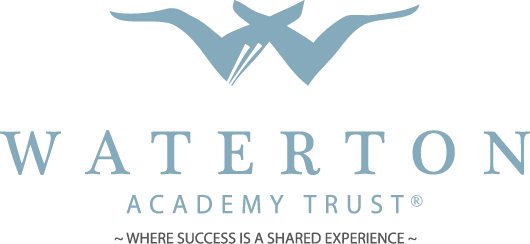 WATERTON
ACADEMY TRUST®
~ WHERE SUCCESS IS A SHARED EXPERIENCE ~